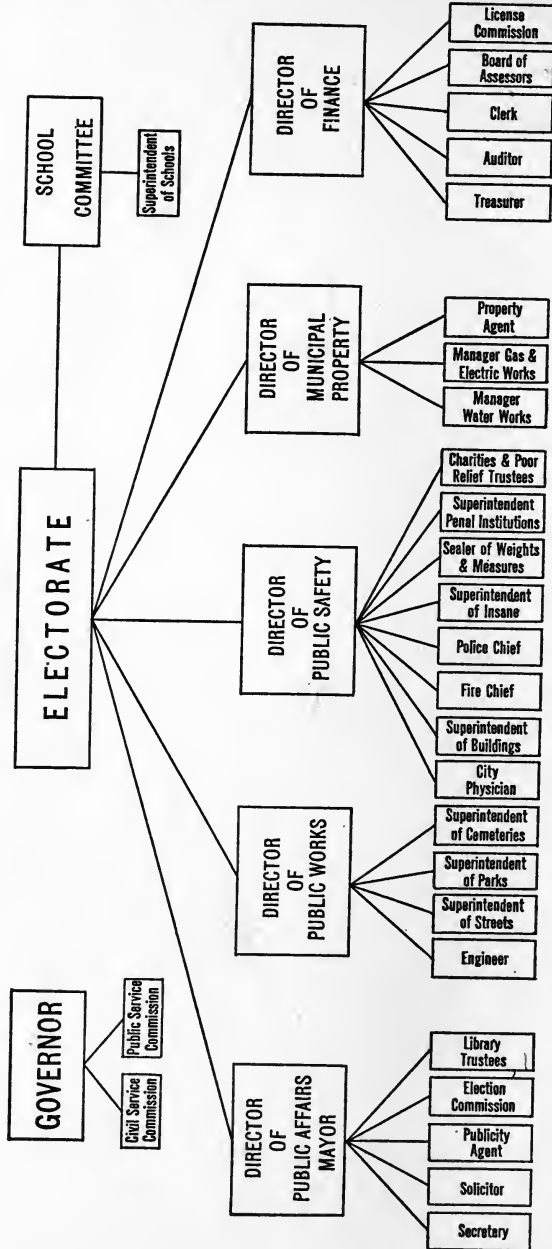 GOVERNOR
Civil Service
Commission
Public Service
Commission
ELECTORATE
SCHOOL
COMMITTEE
Superintendent
of Schools
DIRECTOR
OF
PUBLIC AFFAIRS
MAYOR
DIRECTOR
OF
PUBLIC WORKS
DIRECTOR
OF
PUBLIC SAFETY
DIRECTOR
OF
MUNICIPAL
PROPERTY
DIRECTOR
OF
FINANCE
Secretary
Solicitor
Publicity
Agent
Election
Commission
Library
Trustees
Engineer
Superintendent
of Streets
Superintendent
of Parks
Superintendent
of Cemeteries
City
Physician
Superintendent
of Buildings
Fire Chief
Police Chief
Superintendent
of Insane
Sealer of Weights
& Measures
Superintendent
Penal Institutions
Charities & Poor
Relief Trustees
Manager
Water Works
Manager Gas &
Electric Works
Property
Agent
Treasurer
Auditor
Clerk
Board of
Assessors
License
Commission